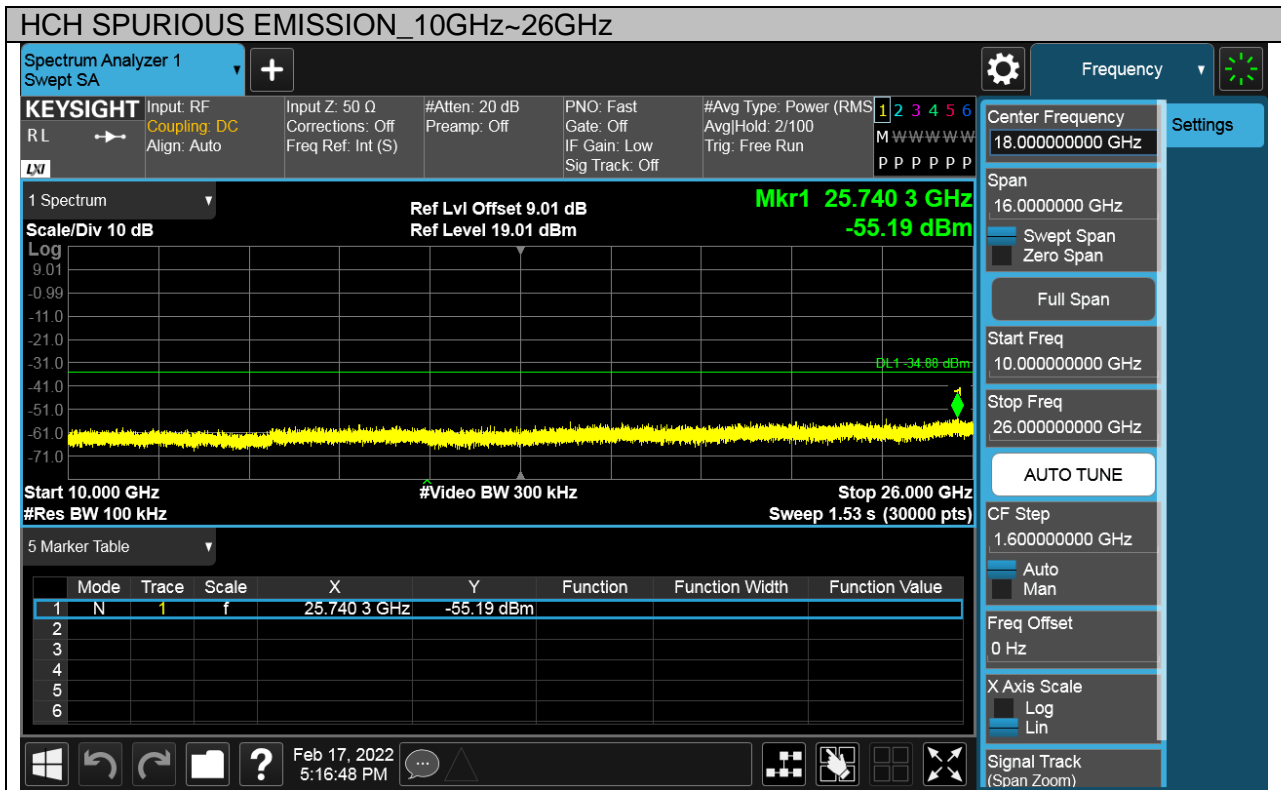 HCH SPURIOUS EMISSION_10GHz~26GHz
Spectrum Analyzer 1
Swept SA
+
Frequency
KEYSIGHT
RL
LXI
Input: RF
Coupling: DC
Align: Auto
Input Z: 50 Ω
Corrections: Off
Freq Ref: Int (S)
#Atten: 20 dB
Preamp: Off
PNO: Fast
Gate: Off
IF Gain: Low
Sig Track: Off
#Avg Type: Power (RMS
Avg|Hold: 2/100
Trig: Free Run
1 2 3 4 5 6
M W W W W W
P P P P P P
1 Spectrum
Scale/Div 10 dB
Ref Lvl Offset 9.01 dB
Ref Level 19.01 dBm
Mkr1 25.740 3 GHz
-55.19 dBm
Log
9.01
-0.99
-11.0
-21.0
-31.0
DL1 -34.88 dBm
-41.0
1
-51.0
-61.0
-71.0
Start 10.000 GHz
#Video BW 300 kHz
Stop 26.000 GHz
#Res BW 100 kHz
Sweep 1.53 s (30000 pts)
5 Marker Table
Mode Trace Scale X Y Function Function Width Function Value
1 N 1 f 25.740 3 GHz -55.19 dBm
2
3
4
5
6
Feb 17, 2022
5:16:48 PM
?
Center Frequency
18.000000000 GHz
Settings
Span
16.0000000 GHz
Swept Span
Zero Span
Full Span
Start Freq
10.000000000 GHz
Stop Freq
26.000000000 GHz
AUTO TUNE
CF Step
1.600000000 GHz
Auto
Man
Freq Offset
0 Hz
X Axis Scale
Log
Lin
Signal Track
(Span Zoom)